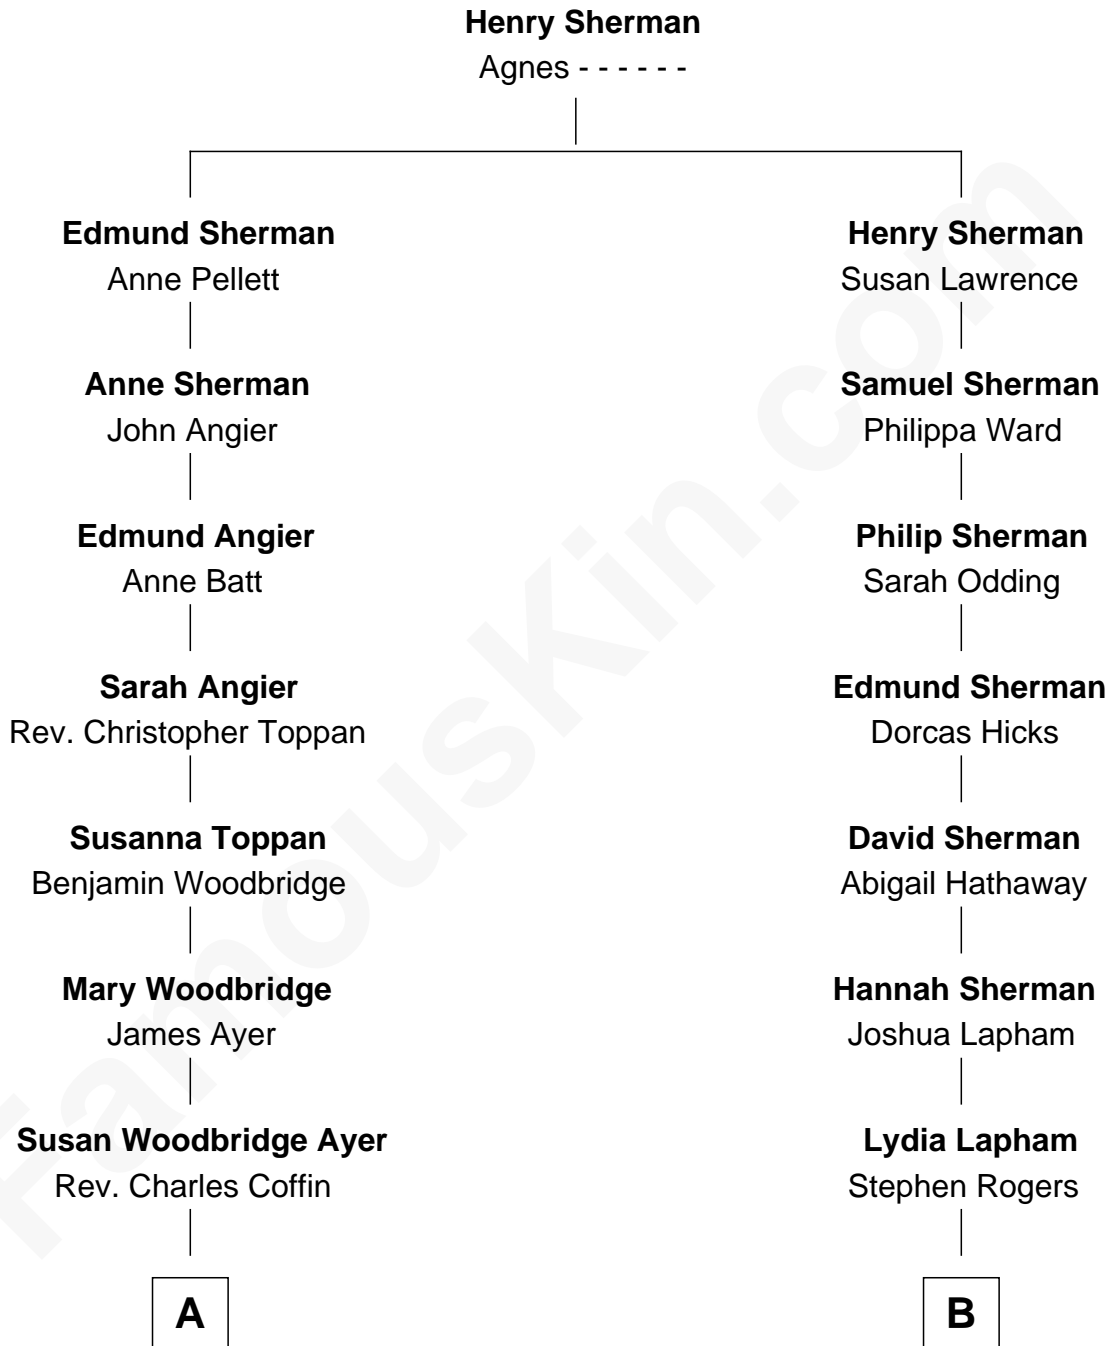 Henry Sherman
Agnes - - - - - -
Edmund Sherman
Anne Pellett
Henry Sherman
Susan Lawrence
Anne Sherman
John Angier
Samuel Sherman
Philippa Ward
Edmund Angier
Anne Batt
Philip Sherman
Sarah Odding
Sarah Angier
Rev. Christopher Toppan
Edmund Sherman
Dorcas Hicks
Susanna Toppan
Benjamin Woodbridge
David Sherman
Abigail Hathaway
Mary Woodbridge
James Ayer
Hannah Sherman
Joshua Lapham
Susan Woodbridge Ayer
Rev. Charles Coffin
Lydia Lapham
Stephen Rogers
A
B
FamousKin.com